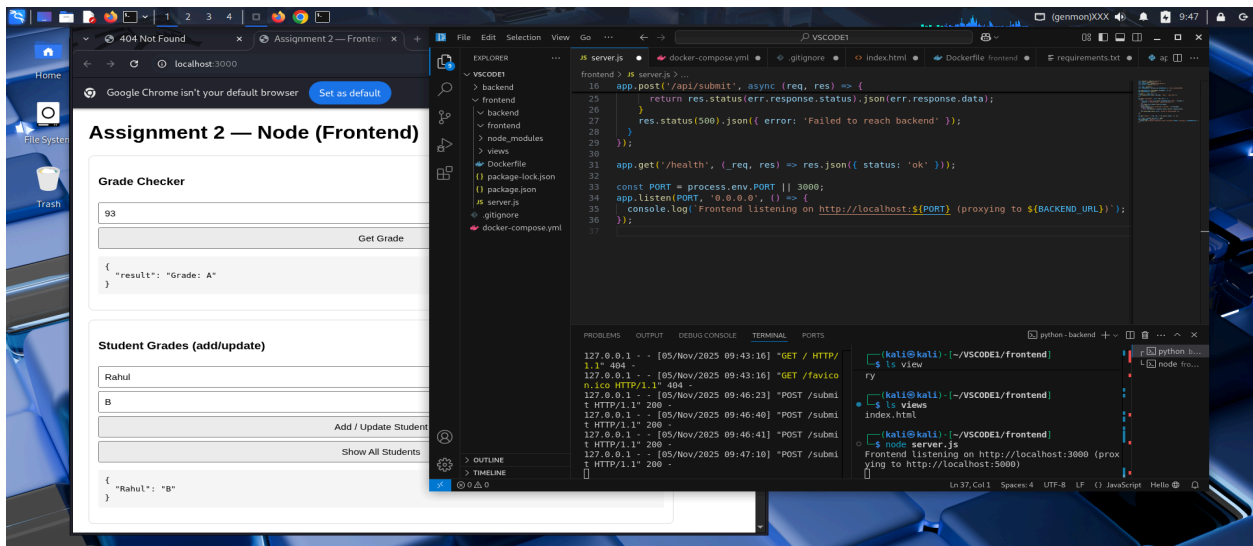 1 2 3 4
(genmon)XXX
9:47
Home
File System
Trash
404 Not Found
Assignment 2 — Fronten
localhost:3000
Google Chrome isn't your default browser
Set as default
Assignment 2 — Node (Frontend)
Grade Checker
93
Get Grade
{
"result": "Grade: A"
}
Student Grades (add/update)
Rahul
B
Add / Update Student
Show All Students
{
"Rahul": "B"
}
File Edit Selection View Go ...
VSCODE1
EXPLORER
VSCODE1
backend
frontend
backend
frontend
node_modules
views
Dockerfile
package-lock.json
package.json
server.js
.gitignore
docker-compose.yml
OUTLINE
TIMELINE
JS server.js
docker-compose.yml
.gitignore
index.html
Dockerfile frontend
requirements.txt
frontend > JS server.js > ...
16 app.post('/api/submit', async (req, res) => {
25 return res.status(err.response.status).json(err.response.data);
26 }
27 res.status(500).json({ error: 'Failed to reach backend' });
28 }
29 });
30
31 app.get('/health', (_req, res) => res.json({ status: 'ok' }));
32
33 const PORT = process.env.PORT || 3000;
34 app.listen(PORT, '0.0.0.0', () => {
35 console.log(`Frontend listening on http://localhost:${PORT} (proxying to ${BACKEND_URL})`);
36 });
37
PROBLEMS OUTPUT DEBUG CONSOLE TERMINAL PORTS
python - backend
127.0.0.1 - - [05/Nov/2025 09:43:16] "GET / HTTP/
1.1" 404 -
127.0.0.1 - - [05/Nov/2025 09:43:16] "GET /favico
n.ico HTTP/1.1" 404 -
127.0.0.1 - - [05/Nov/2025 09:46:23] "POST /submi
t HTTP/1.1" 200 -
127.0.0.1 - - [05/Nov/2025 09:46:40] "POST /submi
t HTTP/1.1" 200 -
127.0.0.1 - - [05/Nov/2025 09:46:41] "POST /submi
t HTTP/1.1" 200 -
127.0.0.1 - - [05/Nov/2025 09:47:10] "POST /submi
t HTTP/1.1" 200 -
(kali㉿kali)-[~/VSCODE1/frontend]
$ ls view
ry
(kali㉿kali)-[~/VSCODE1/frontend]
$ ls views
index.html
(kali㉿kali)-[~/VSCODE1/frontend]
$ node server.js
Frontend listening on http://localhost:3000 (prox
ying to http://localhost:5000)
python b...
node fro...
0 0
Ln 37, Col 1 Spaces: 4 UTF-8 LF {} JavaScript Hello